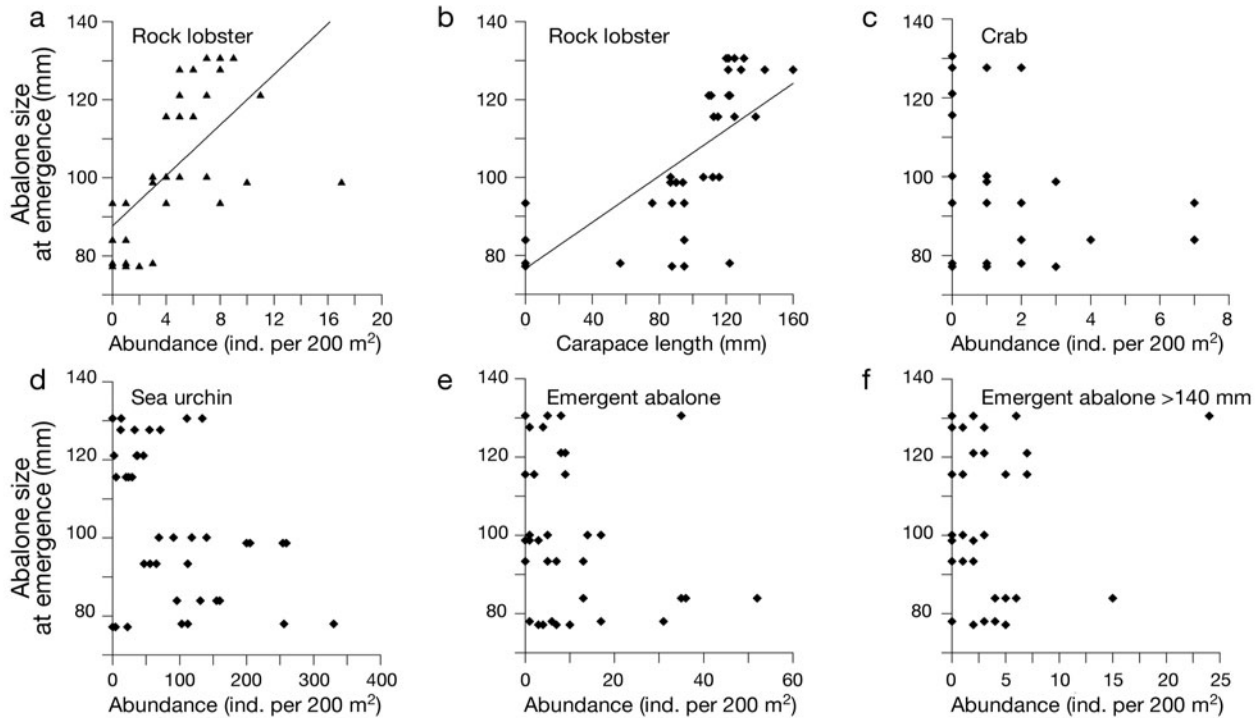 a
Rock lobster
140
120
100
80
Abalone size
at emergence (mm)
0
4
8
12
16
20
Abundance (ind. per 200 m²)
b
Rock lobster
140
120
100
80
0
40
80
120
160
Carapace length (mm)
c
Crab
140
120
100
80
0
2
4
6
8
Abundance (ind. per 200 m²)
d
Sea urchin
140
120
100
80
Abalone size
at emergence (mm)
0
100
200
300
400
Abundance (ind. per 200 m²)
e
Emergent abalone
140
120
100
80
0
20
40
60
Abundance (ind. per 200 m²)
f
Emergent abalone >140 mm
140
120
100
80
0
5
10
15
20
25
Abundance (ind. per 200 m²)